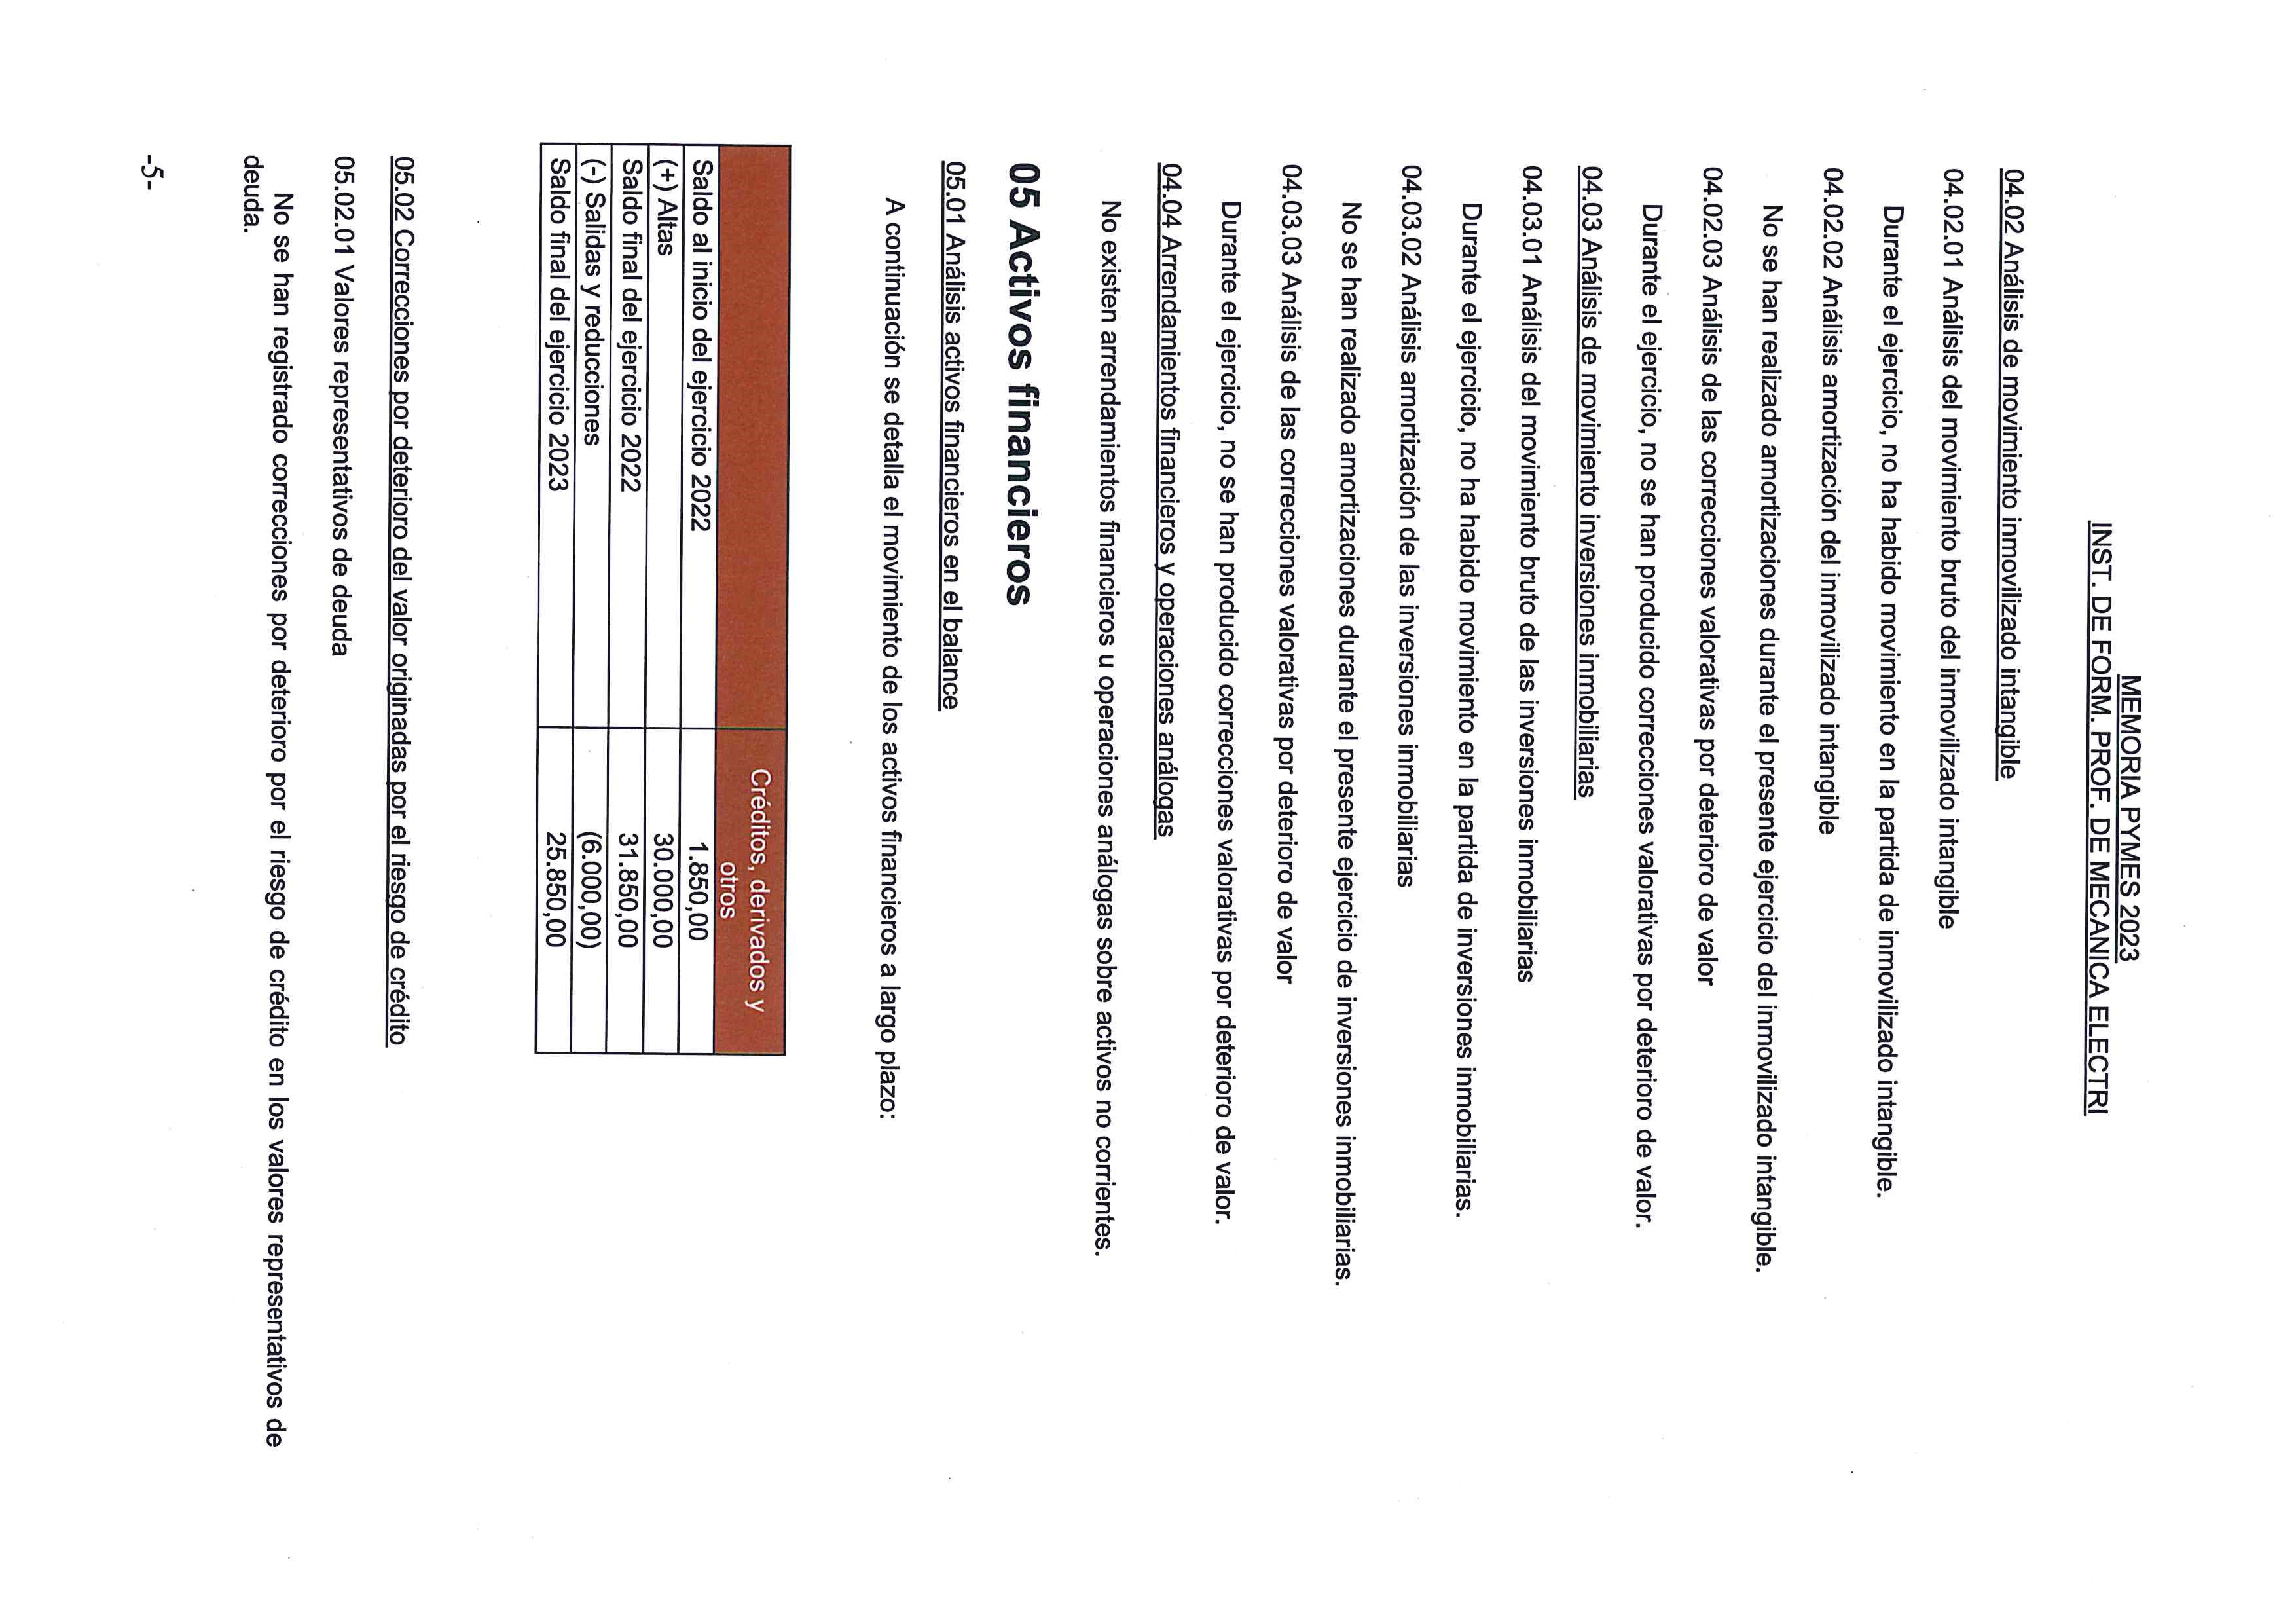 MEMORIA PYMES 2023
INST. DE FORM. PROF. DE MECANICA ELECTRI
04.02 Análisis de movimiento inmovilizado intangible
04.02.01 Análisis del movimiento bruto del inmovilizado intangible
Durante el ejercicio, no ha habido movimiento en la partida de inmovilizado intangible.
04.02.02 Análisis amortización del inmovilizado intangible
No se han realizado amortizaciones durante el presente ejercicio del inmovilizado intangible.
04.02.03 Análisis de las correcciones valorativas por deterioro de valor
Durante el ejercicio, no se han producido correcciones valorativas por deterioro de valor.
04.03 Análisis de movimiento inversiones inmobiliarias
04.03.01 Análisis del movimiento bruto de las inversiones inmobiliarias
Durante el ejercicio, no ha habido movimiento en la partida de inversiones inmobiliarias.
04.03.02 Análisis amortización de las inversiones inmobiliarias
No se han realizado amortizaciones durante el presente ejercicio de inversiones inmobiliarias.
04.03.03 Análisis de las correcciones valorativas por deterioro de valor
Durante el ejercicio, no se han producido correcciones valorativas por deterioro de valor.
04.04 Arrendamientos financieros y operaciones análogas
No existen arrendamientos financieros u operaciones análogas sobre activos no corrientes.
05 Activos financieros
05.01 Análisis activos financieros en el balance
A continuación se detalla el movimiento de los activos financieros a largo plazo:
Créditos, derivados y
otros
Saldo al inicio del ejercicio 2022 1.850,00
(+) Altas 30.000,00
Saldo final del ejercicio 2022 31.850,00
(-) Salidas y reducciones (6.000,00)
Saldo final del ejercicio 2023 25.850,00
05.02 Correcciones por deterioro del valor originadas por el riesgo de crédito
05.02.01 Valores representativos de deuda
No se han registrado correcciones por deterioro por el riesgo de crédito en los valores representativos de
deuda.
-5-